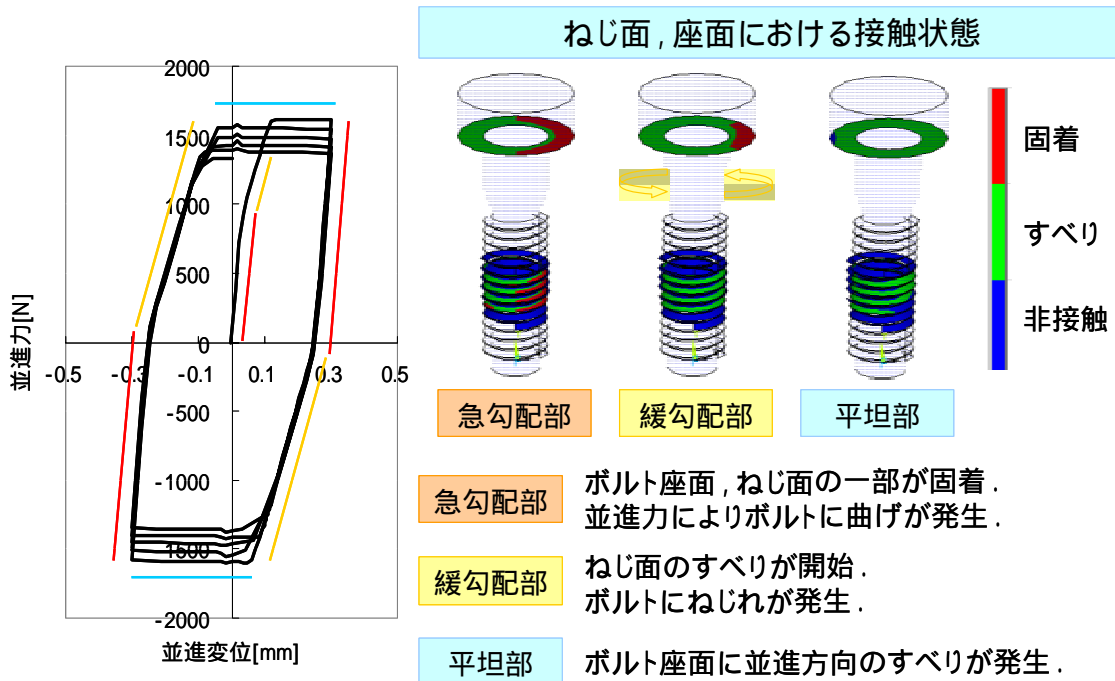 ねじ面 , 座面における接触状態
2000
1500
1000
500
0
-500
-1000
-1500
-2000
-0.5
-0.3
-0.1
0.1
0.3
0.5
並進力[N]
並進変位[mm]
固着
すべり
非接触
急勾配部
緩勾配部
平坦部
急勾配部
ボルト座面 , ねじ面の一部が固着 .
並進力によりボルトに曲げが発生 .
緩勾配部
ねじ面のすべりが開始 .
ボルトにねじれが発生 .
平坦部
ボルト座面に並進方向のすべりが発生 .